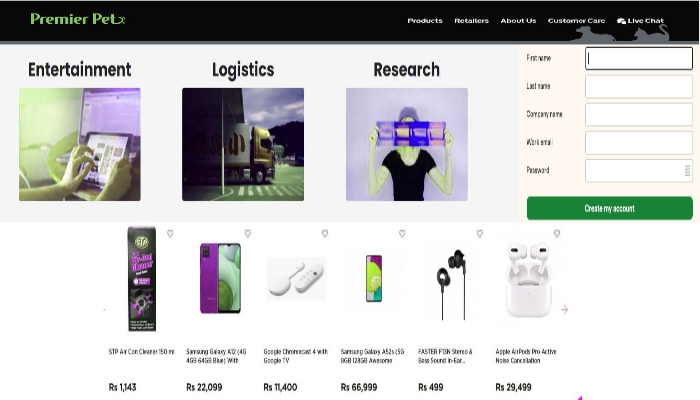 Premier Pet
Products Retailers About Us Customer Care Live Chat
Entertainment
Logistics
Research
First name
Last name
Company name
Work email
Password
Create my account
STP
STP Air Con Cleaner 150 ml
Rs 1,143
Samsung Galaxy A12 (4G
4GB 64GB Blue) With
Rs 22,099
Google Chromecast 4 with
Google TV
Rs 11,400
Samsung Galaxy A52s (5G
8GB 128GB Awesome
Rs 66,999
FASTER F13N Stereo &
Bass Sound In-Ear...
Rs 499
Apple AirPods Pro Active
Noise Cancellation
Rs 29,499